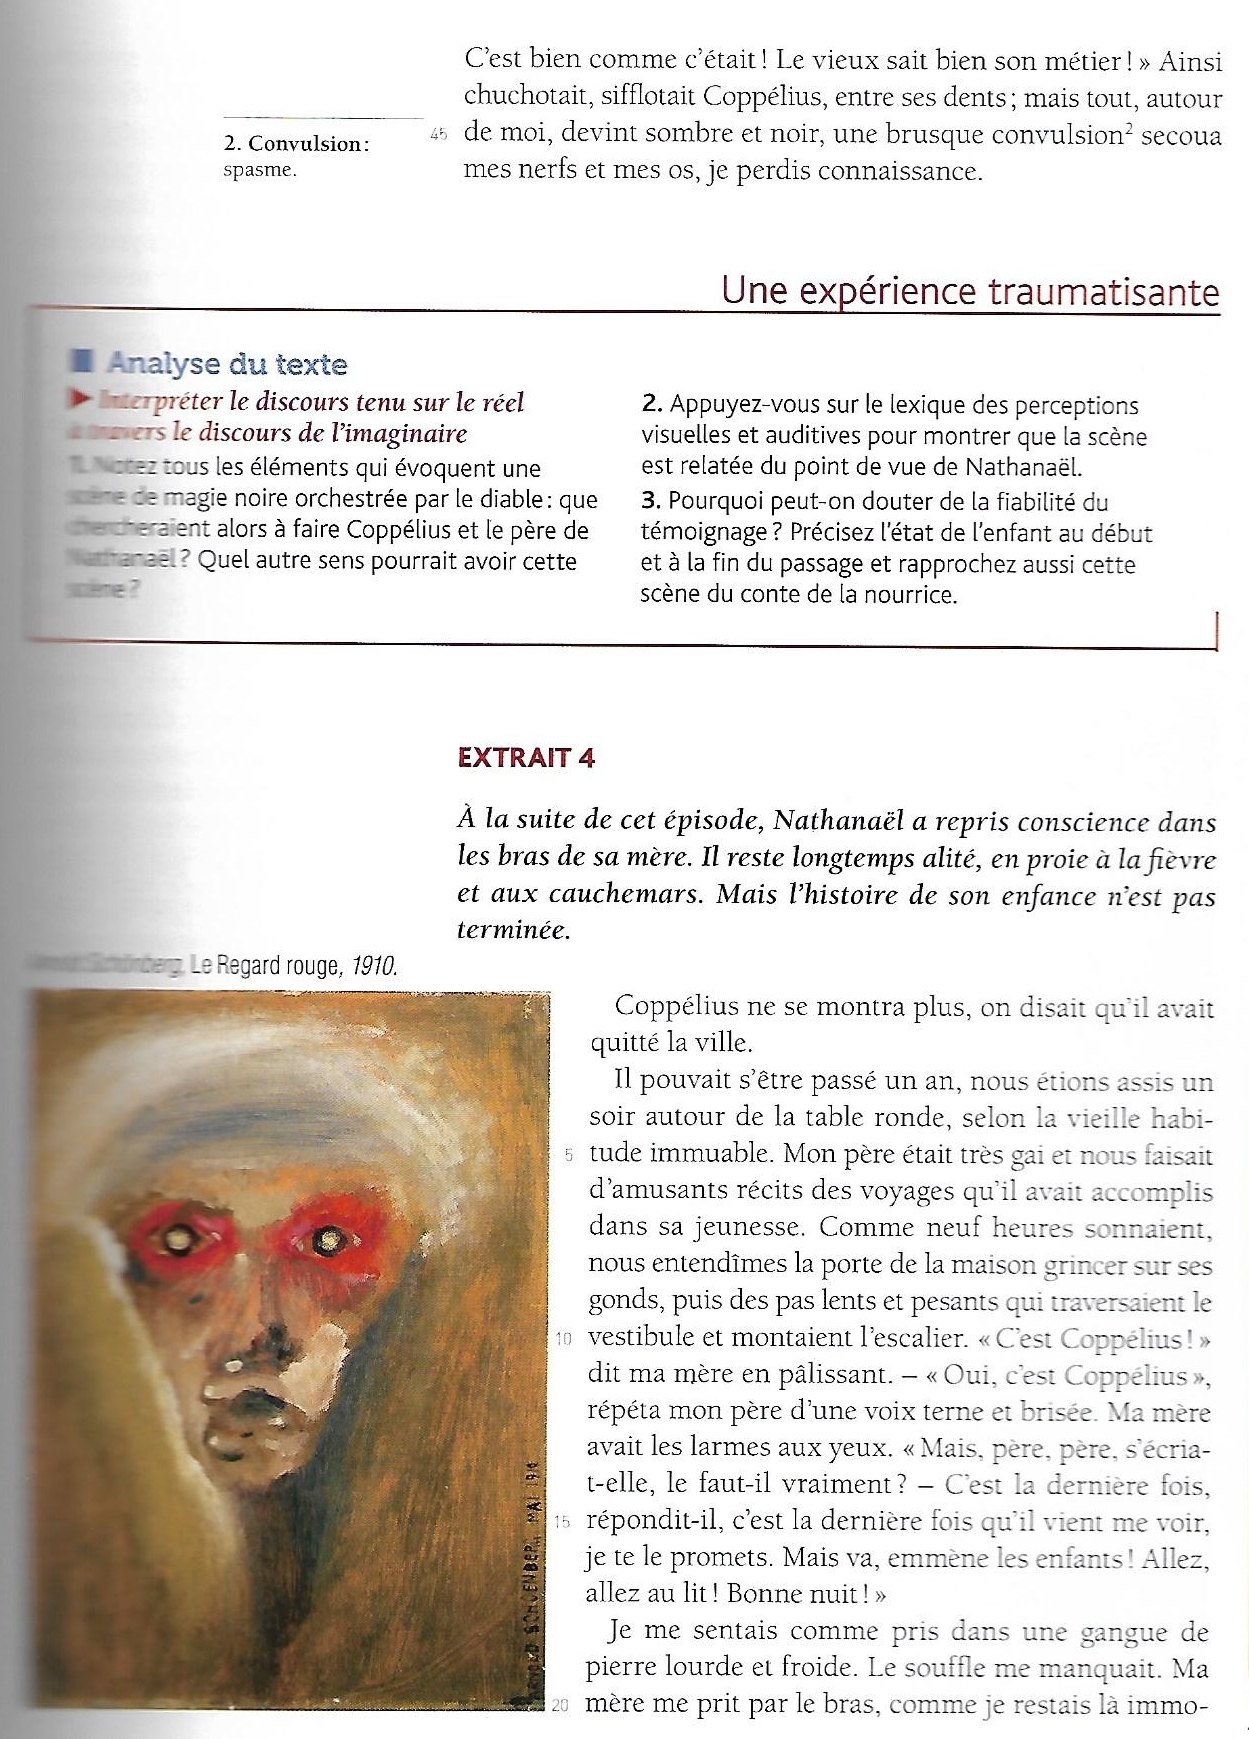 C'est bien comme c'était ! Le vieux sait bien son métier ! » Ainsi
chuchotait, sifflotait Coppélius, entre ses dents ; mais tout, autour
45 de moi, devint sombre et noir, une brusque convulsion² secoua
mes nerfs et mes os, je perdis connaissance.
2. Convulsion :
spasme.
Une expérience traumatisante
Analyse du texte
Interpréter le discours tenu sur le réel
à travers le discours de l'imaginaire
1. Notez tous les éléments qui évoquent une
scène de magie noire orchestrée par le diable : que
chercheraient alors à faire Coppélius et le père de
Nathanaël ? Quel autre sens pourrait avoir cette
scène ?
2. Appuyez-vous sur le lexique des perceptions
visuelles et auditives pour montrer que la scène
est relatée du point de vue de Nathanaël.
3. Pourquoi peut-on douter de la fiabilité du
témoignage ? Précisez l'état de l'enfant au début
et à la fin du passage et rapprochez aussi cette
scène du conte de la nourrice.
EXTRAIT 4
À la suite de cet épisode, Nathanaël a repris conscience dans
les bras de sa mère. Il reste longtemps alité, en proie à la fièvre
et aux cauchemars. Mais l'histoire de son enfance n'est pas
terminée.
Schönberg, Le Regard rouge, 1910.
SCHOENBERG MAI 1910
Coppélius ne se montra plus, on disait qu'il avait
quitté la ville.
Il pouvait s'être passé un an, nous étions assis un
soir autour de la table ronde, selon la vieille habi-
5 tude immuable. Mon père était très gai et nous faisait
d'amusants récits des voyages qu'il avait accomplis
dans sa jeunesse. Comme neuf heures sonnaient,
nous entendîmes la porte de la maison grincer sur ses
gonds, puis des pas lents et pesants qui traversaient le
10 vestibule et montaient l'escalier. « C'est Coppélius ! »
dit ma mère en pâlissant. – « Oui, c'est Coppélius »,
répéta mon père d'une voix terne et brisée. Ma mère
avait les larmes aux yeux. « Mais, père, père, s'écria-
t-elle, le faut-il vraiment ? – C'est la dernière fois,
15 répondit-il, c'est la dernière fois qu'il vient me voir,
je te le promets. Mais va, emmène les enfants ! Allez,
allez au lit ! Bonne nuit ! »
Je me sentais comme pris dans une gangue de
pierre lourde et froide. Le souffle me manquait. Ma
20 mère me prit par le bras, comme je restais là immo-